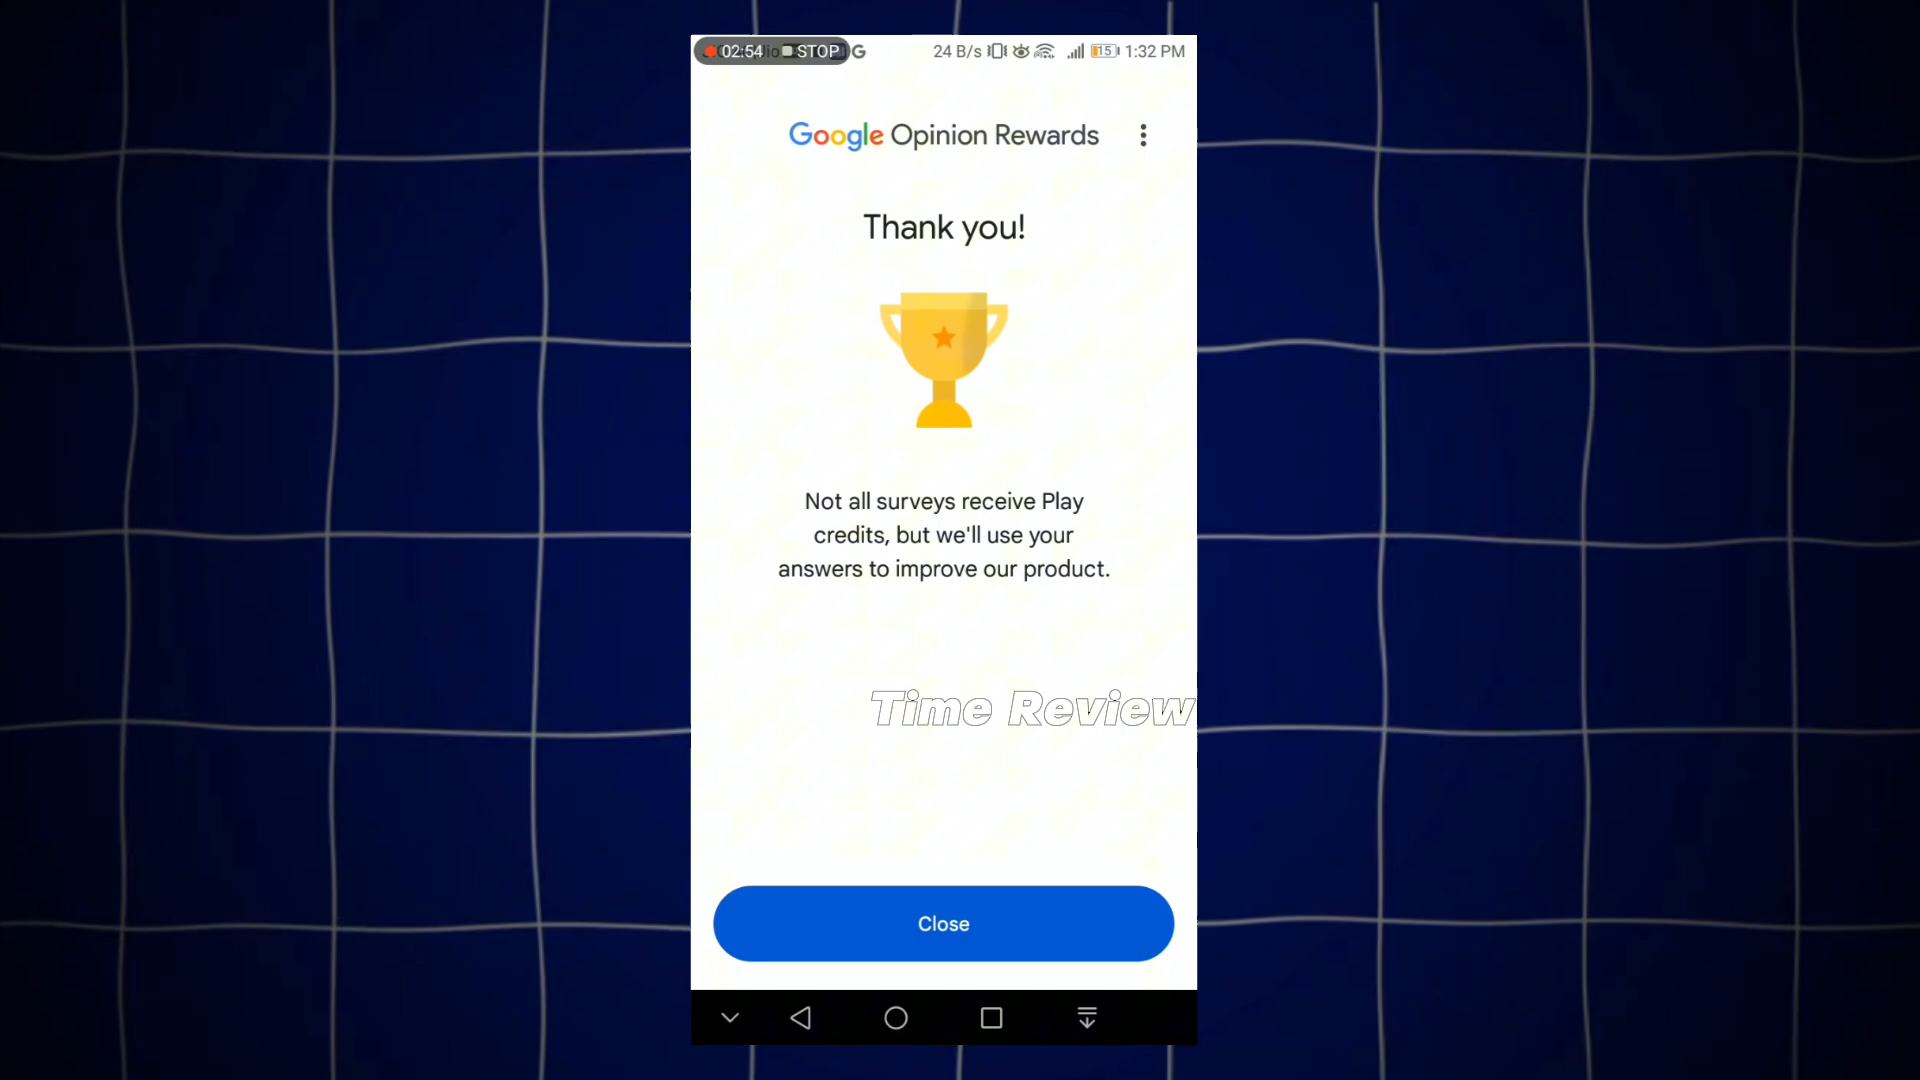 02:54 STOP G 24 B/s 15 1:32 PM
Google Opinion Rewards
Thank you!
Not all surveys receive Play
credits, but we'll use your
answers to improve our product.
Time Review
Close